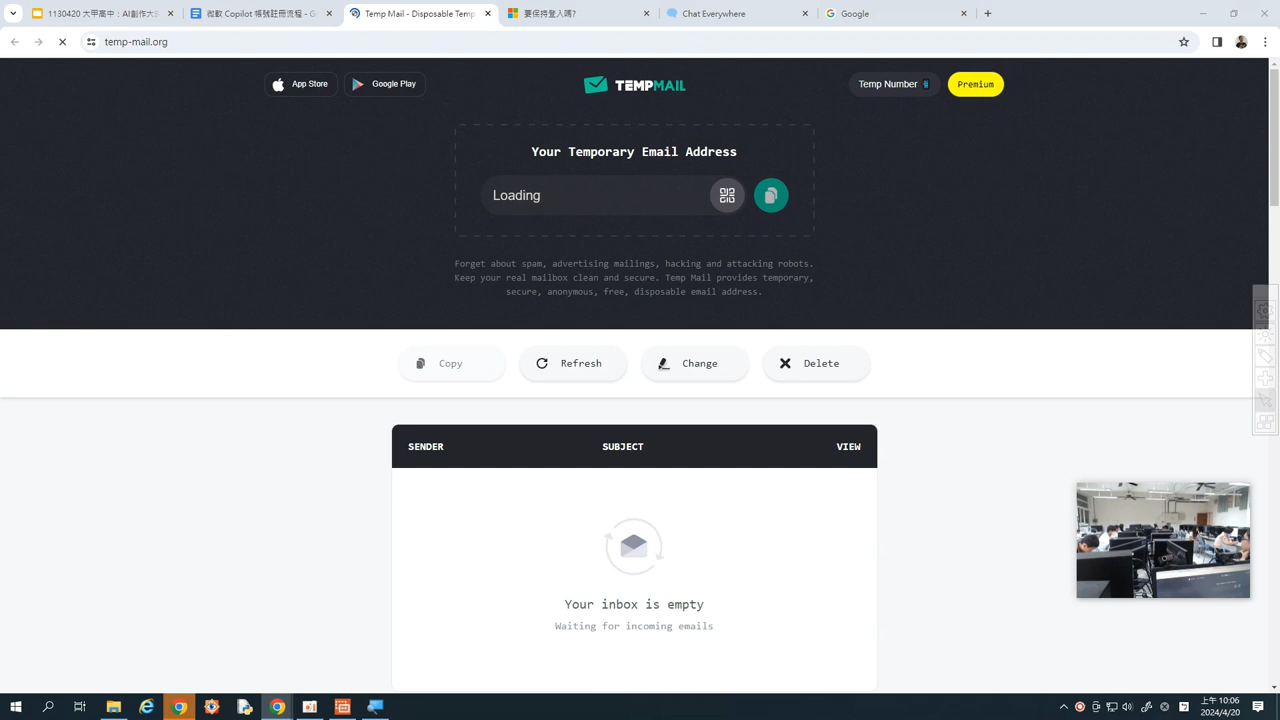 1130420 大甲高中：AI創作大
微軟 Copilot 帳號註冊流程 - G
Temp Mail - Disposable Temp
要保持登入嗎?
Chat Everywhere
Google
temp-mail.org
App Store
Google Play
TEMPMAIL
Temp Number
Premium
Your Temporary Email Address
Loading
Forget about spam, advertising mailings, hacking and attacking robots.
Keep your real mailbox clean and secure. Temp Mail provides temporary,
secure, anonymous, free, disposable email address.
Copy
Refresh
Change
Delete
SENDER
SUBJECT
VIEW
Your inbox is empty
Waiting for incoming emails
上午 10:06
2024/4/20